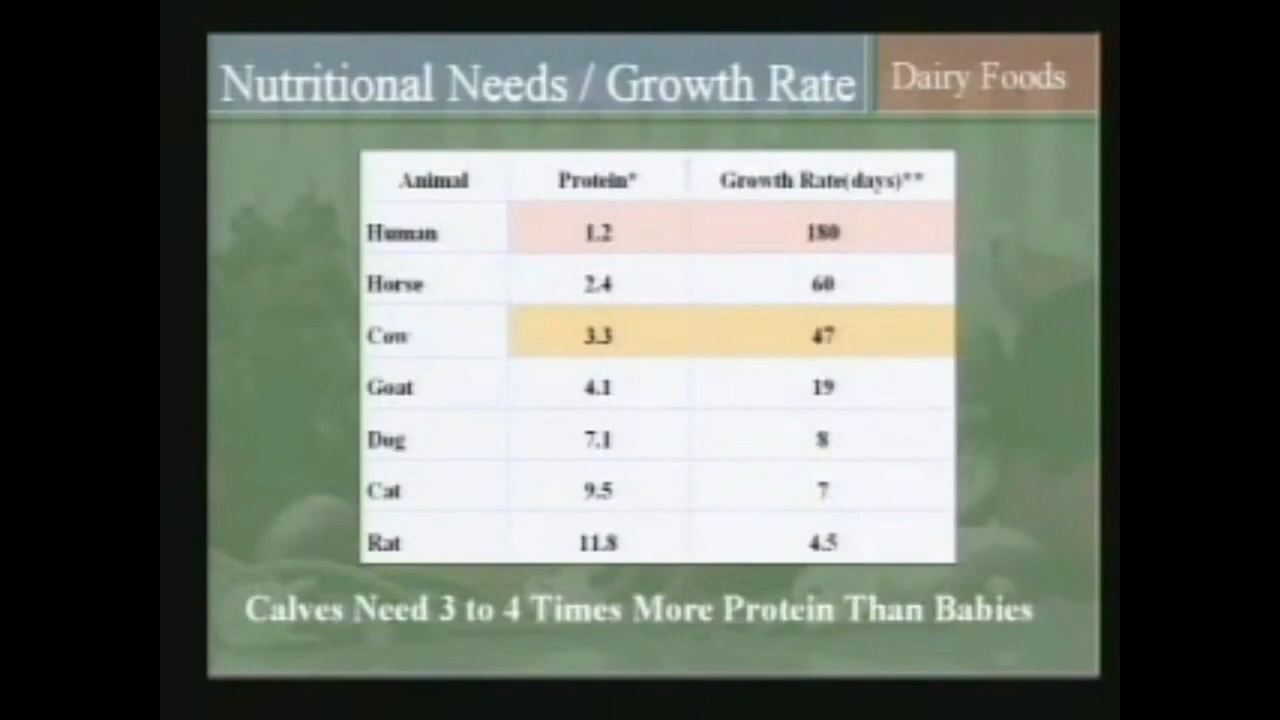 Nutritional Needs / Growth Rate
Dairy Foods
Animal Protein* Growth Rate(days)**
Human 1.2 180
Horse 2.4 60
Cow 3.3 47
Goat 4.1 19
Dog 7.1 8
Cat 9.5 7
Rat 11.8 4.5
Calves Need 3 to 4 Times More Protein Than Babies